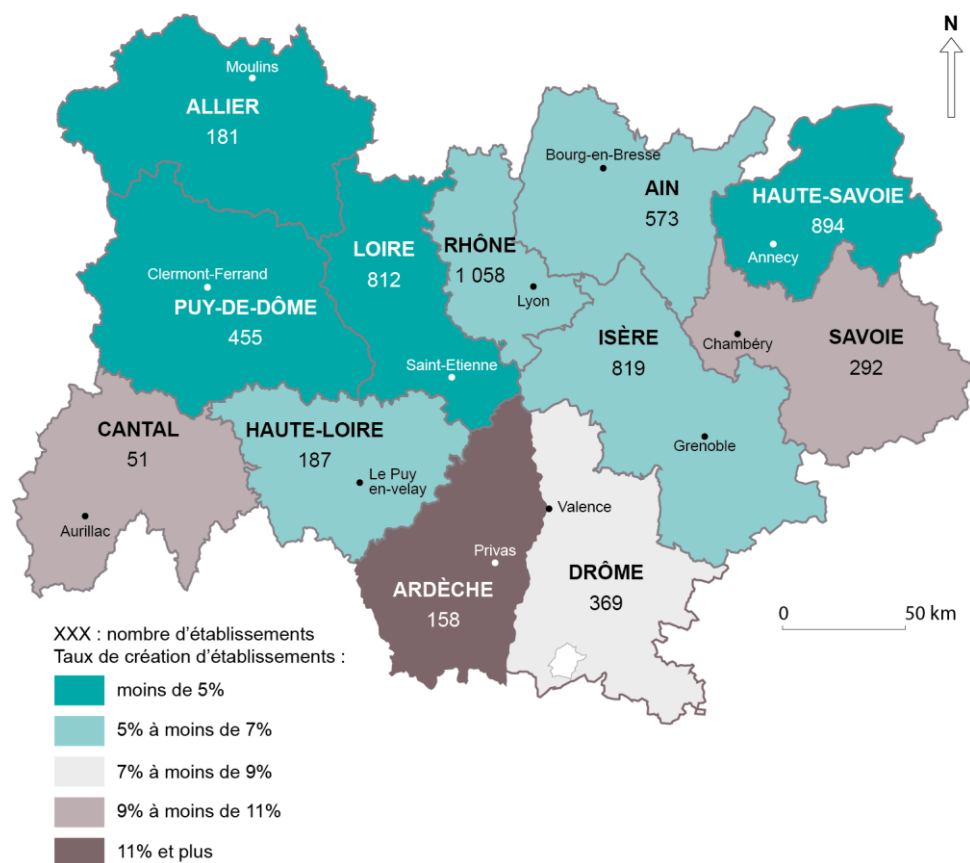 N
Moulins
ALLIER
181
Bourg-en-Bresse
AIN
573
HAUTE-SAVOIE
894
Annecy
LOIRE
812
RHÔNE
1 058
Lyon
Clermont-Ferrand
PUY-DE-DÔME
455
ISÈRE
819
Chambéry
SAVOIE
292
Saint-Etienne
CANTAL
51
Aurillac
HAUTE-LOIRE
187
Le Puy
en-velay
Grenoble
Valence
Privas
ARDÈCHE
158
DRÔME
369
0 50 km
XXX : nombre d'établissements
Taux de création d'établissements :
moins de 5%
5% à moins de 7%
7% à moins de 9%
9% à moins de 11%
11% et plus